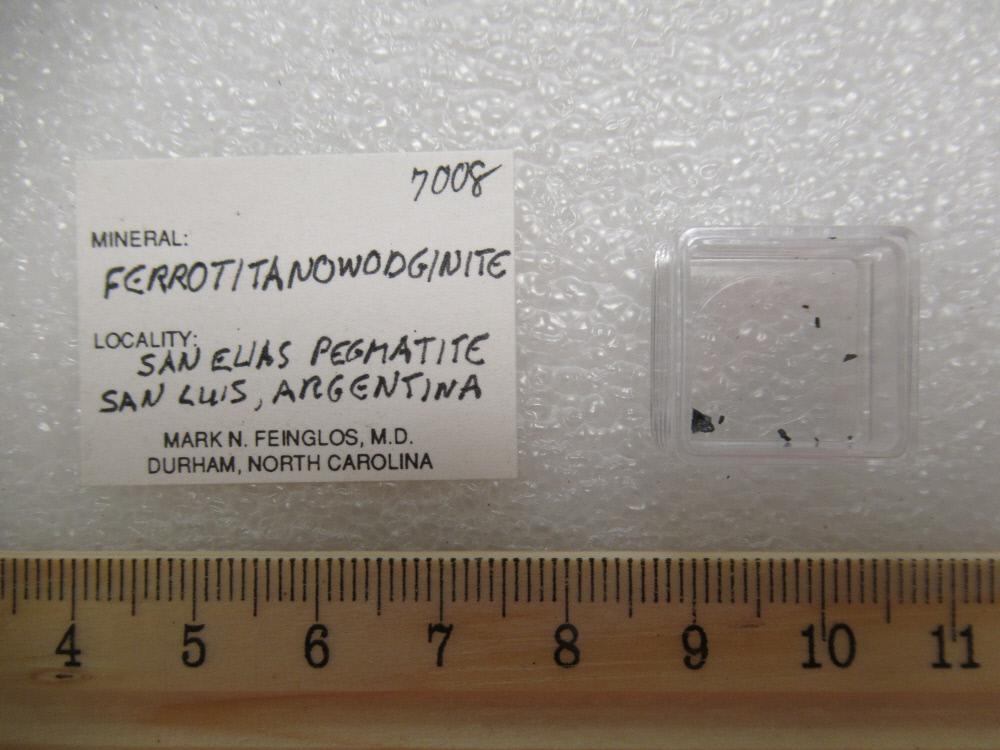 7008
MINERAL:
FERROTITANOWODGINITE
LOCALITY:
SAN ELIAS PEGMATITE
SAN LUIS, ARGENTINA
MARK N. FEINGLOS, M.D.
DURHAM, NORTH CAROLINA
4 5 6 7 8 9 10 11